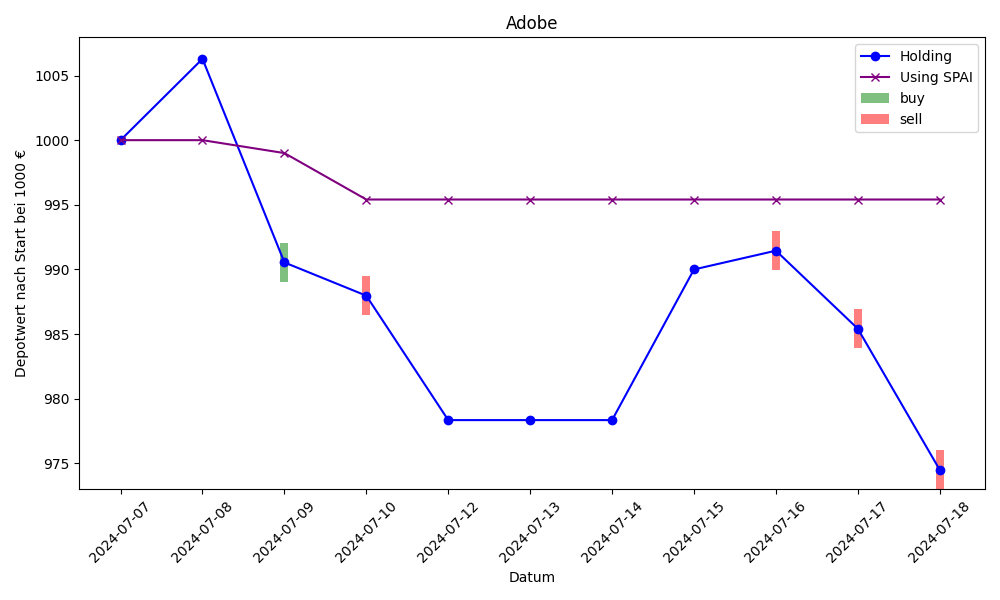 Adobe
Holding
Using SPAI
buy
sell
Depotwert nach Start bei 1000 €
1005
1000
995
990
985
980
975
2024-07-07
2024-07-08
2024-07-09
2024-07-10
2024-07-12
2024-07-13
2024-07-14
2024-07-15
2024-07-16
2024-07-17
2024-07-18
Datum